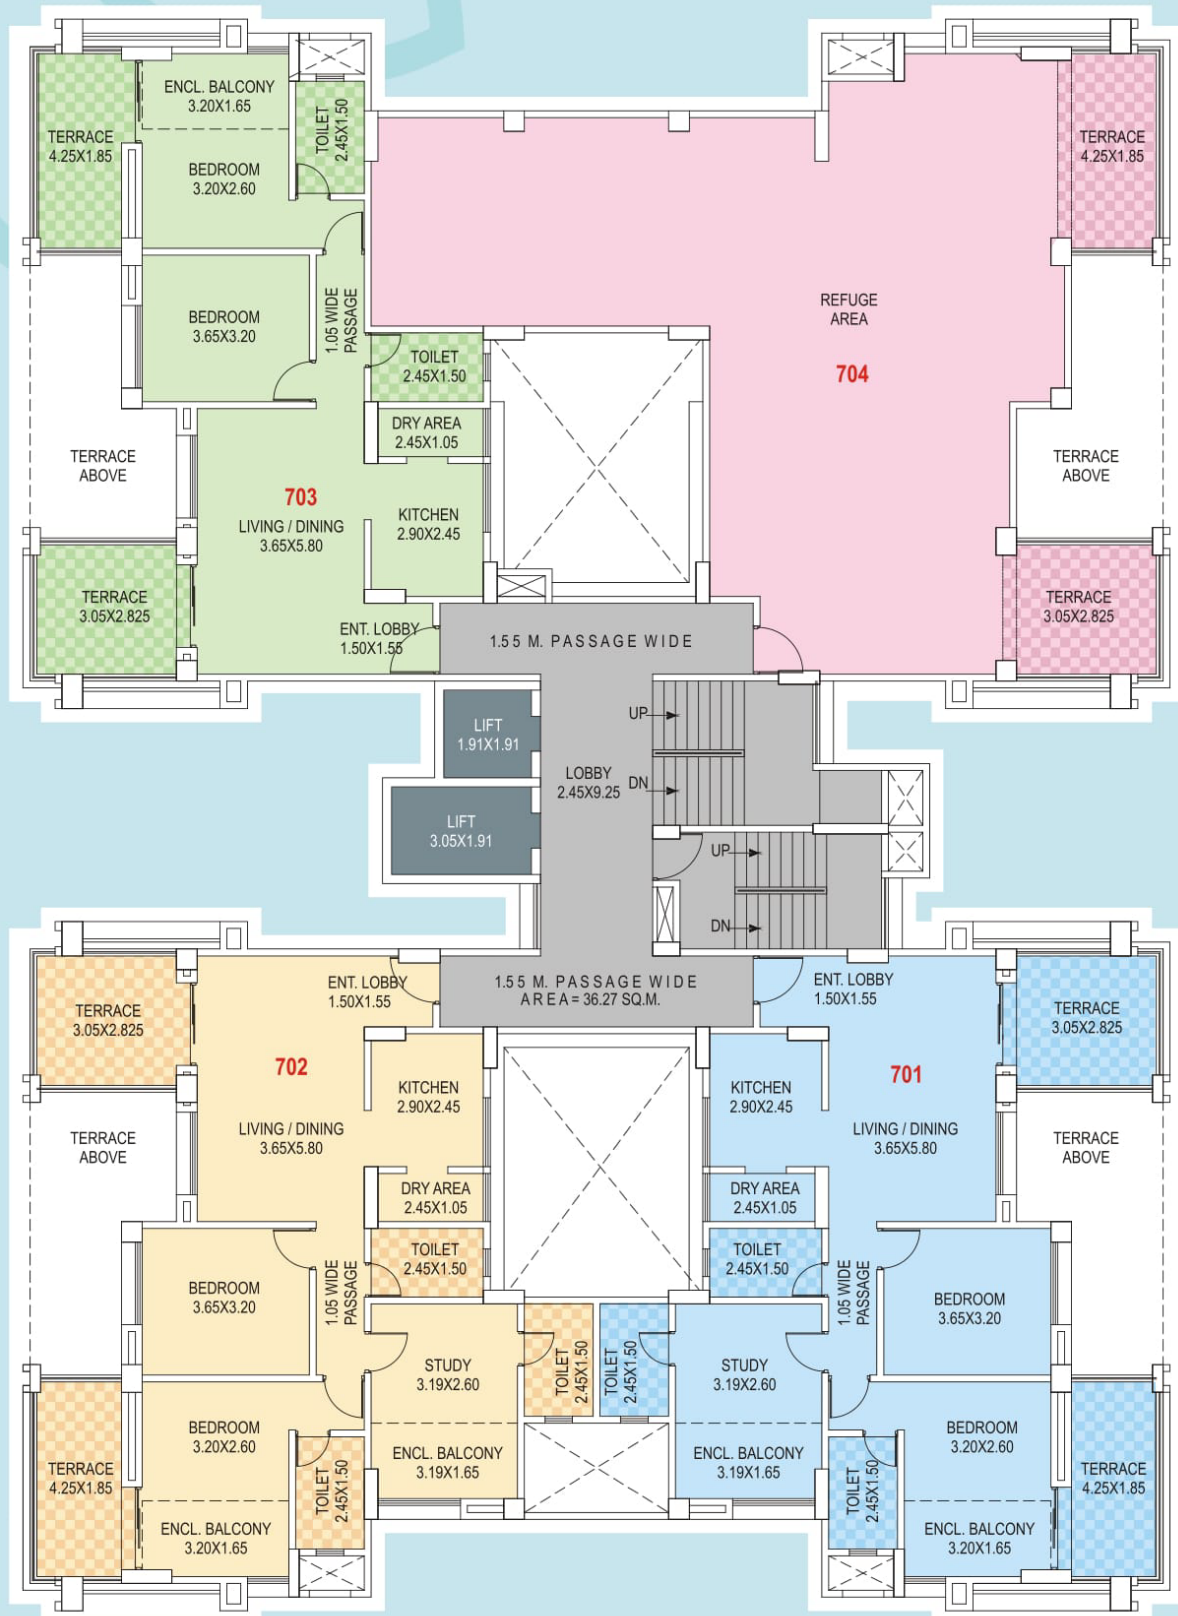 ENCL. BALCONY
3.20X1.65
TERRACE
4.25X1.85
TOILET
2.45X1.50
BEDROOM
3.20X2.60
BEDROOM
3.65X3.20
1.05 WIDE
PASSAGE
TOILET
2.45X1.50
DRY AREA
2.45X1.05
TERRACE
ABOVE
703
LIVING / DINING
3.65X5.80
KITCHEN
2.90X2.45
TERRACE
3.05X2.825
ENT. LOBBY
1.50X1.55
TERRACE
4.25X1.85
REFUGE
AREA
704
TERRACE
ABOVE
TERRACE
3.05X2.825
1.55 M. PASSAGE WIDE
LIFT
1.91X1.91
UP
LOBBY
2.45X9.25
DN
LIFT
3.05X1.91
UP
DN
1.55 M. PASSAGE WIDE
AREA = 36.27 SQ.M.
ENT. LOBBY
1.50X1.55
TERRACE
3.05X2.825
702
KITCHEN
2.90X2.45
LIVING / DINING
3.65X5.80
TERRACE
ABOVE
DRY AREA
2.45X1.05
TOILET
2.45X1.50
BEDROOM
3.65X3.20
1.05 WIDE
PASSAGE
STUDY
3.19X2.60
TOILET
2.45X1.50
BEDROOM
3.20X2.60
ENCL. BALCONY
3.19X1.65
TERRACE
4.25X1.85
TOILET
2.45X1.50
ENCL. BALCONY
3.20X1.65
ENT. LOBBY
1.50X1.55
TERRACE
3.05X2.825
701
KITCHEN
2.90X2.45
LIVING / DINING
3.65X5.80
TERRACE
ABOVE
DRY AREA
2.45X1.05
TOILET
2.45X1.50
1.05 WIDE
PASSAGE
BEDROOM
3.65X3.20
TOILET
2.45X1.50
STUDY
3.19X2.60
BEDROOM
3.20X2.60
ENCL. BALCONY
3.19X1.65
TOILET
2.45X1.50
TERRACE
4.25X1.85
ENCL. BALCONY
3.20X1.65